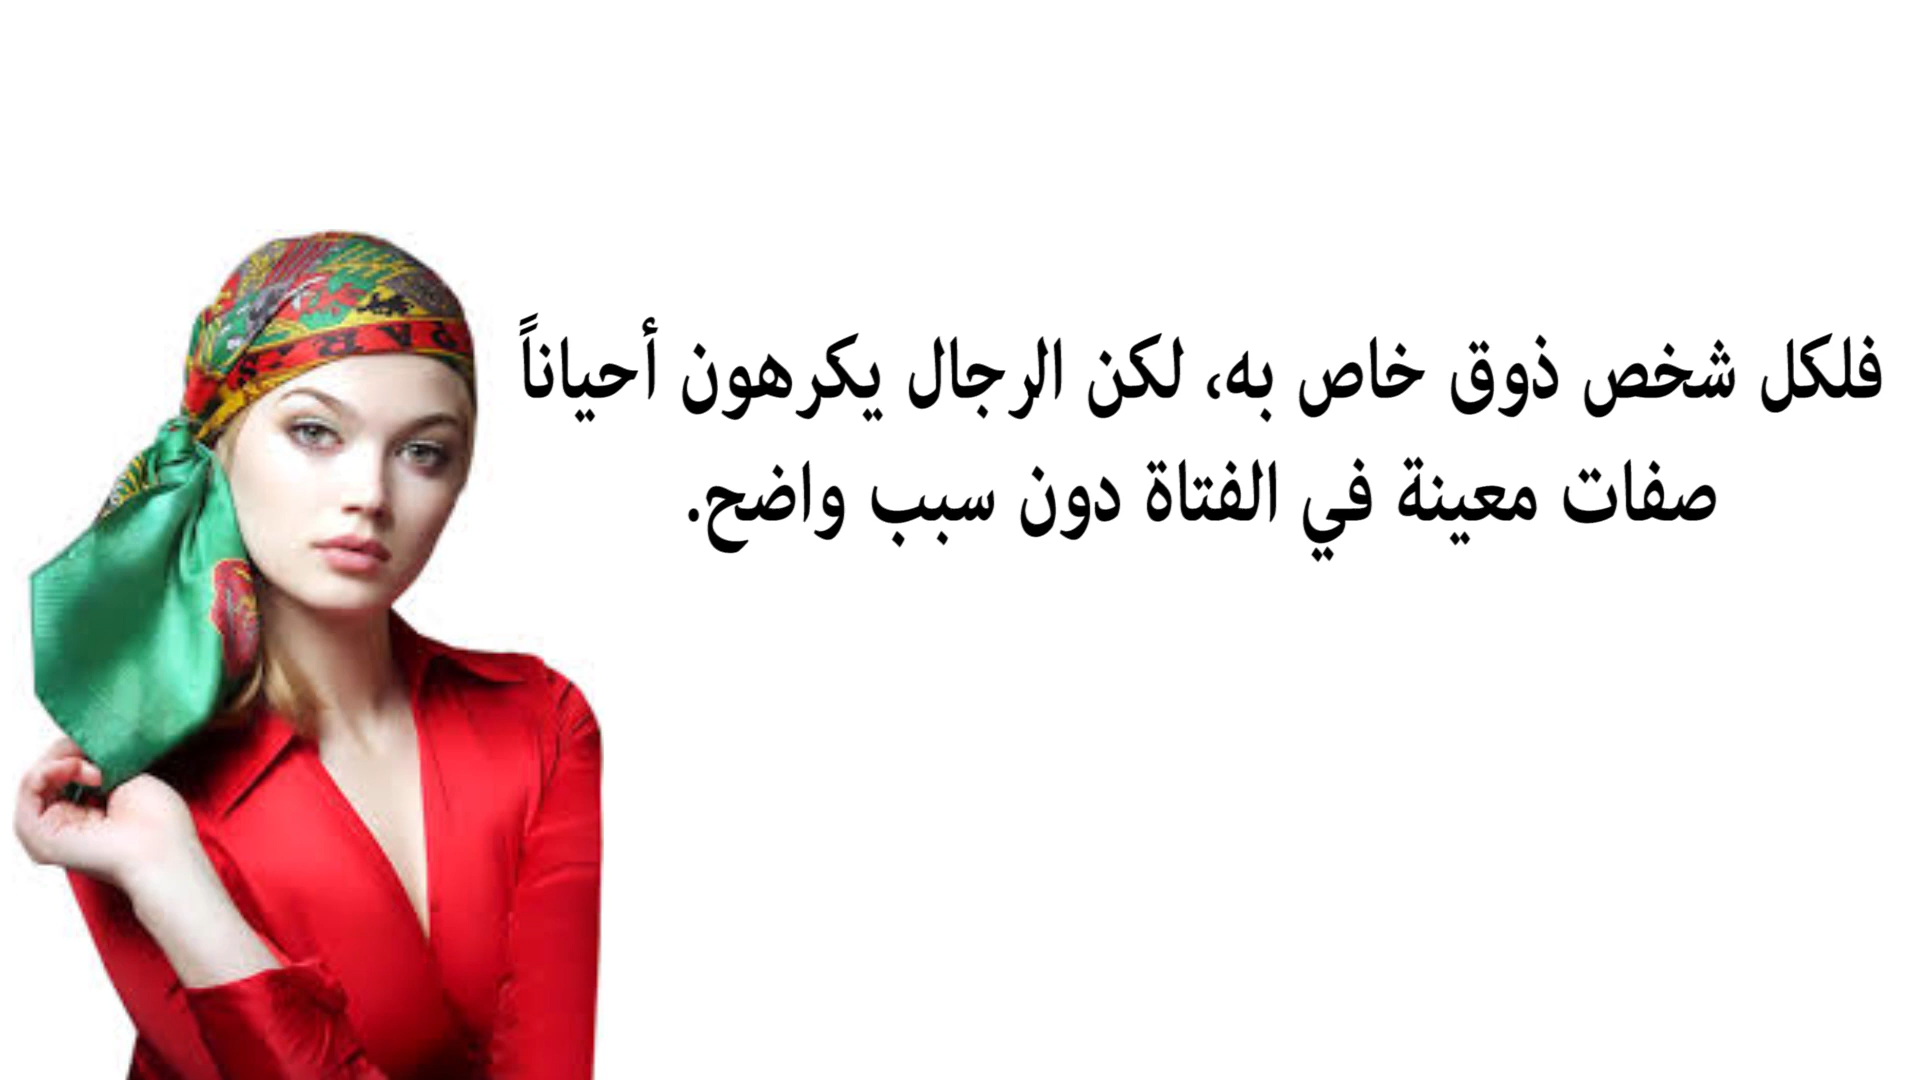 فلكل شخص ذوق خاص به، لكن الرجال يكرهون أحياناً
صفات معينة في الفتاة دون سبب واضح.